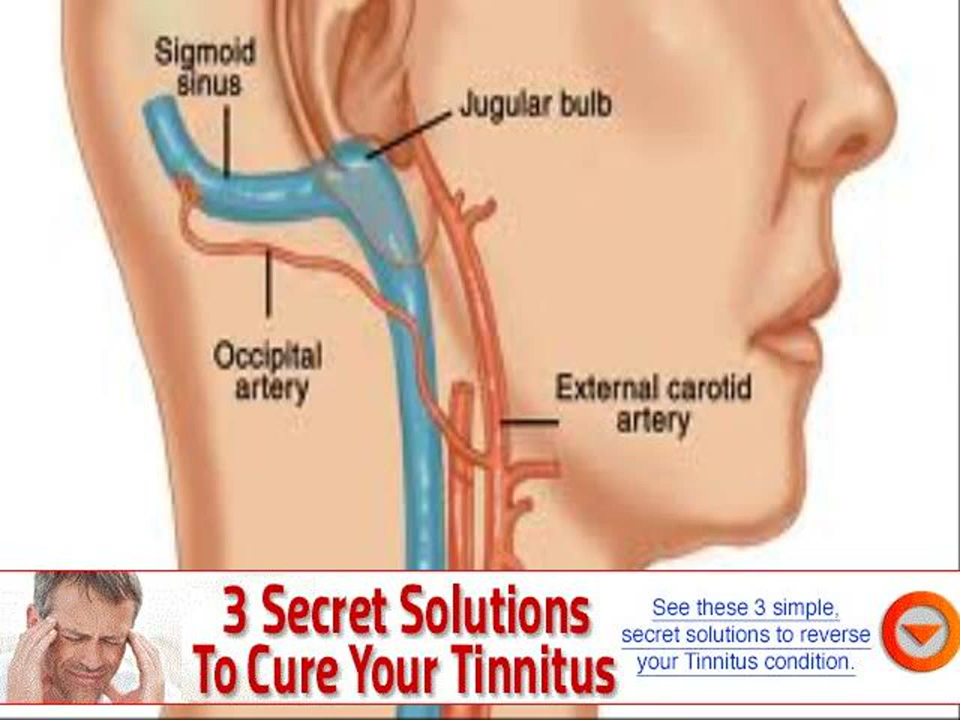 Sigmoid
sinus
Jugular bulb
Occipital
artery
External carotid
artery
3 Secret Solutions
To Cure Your Tinnitus
See these 3 simple,
secret solutions to reverse
your Tinnitus condition.